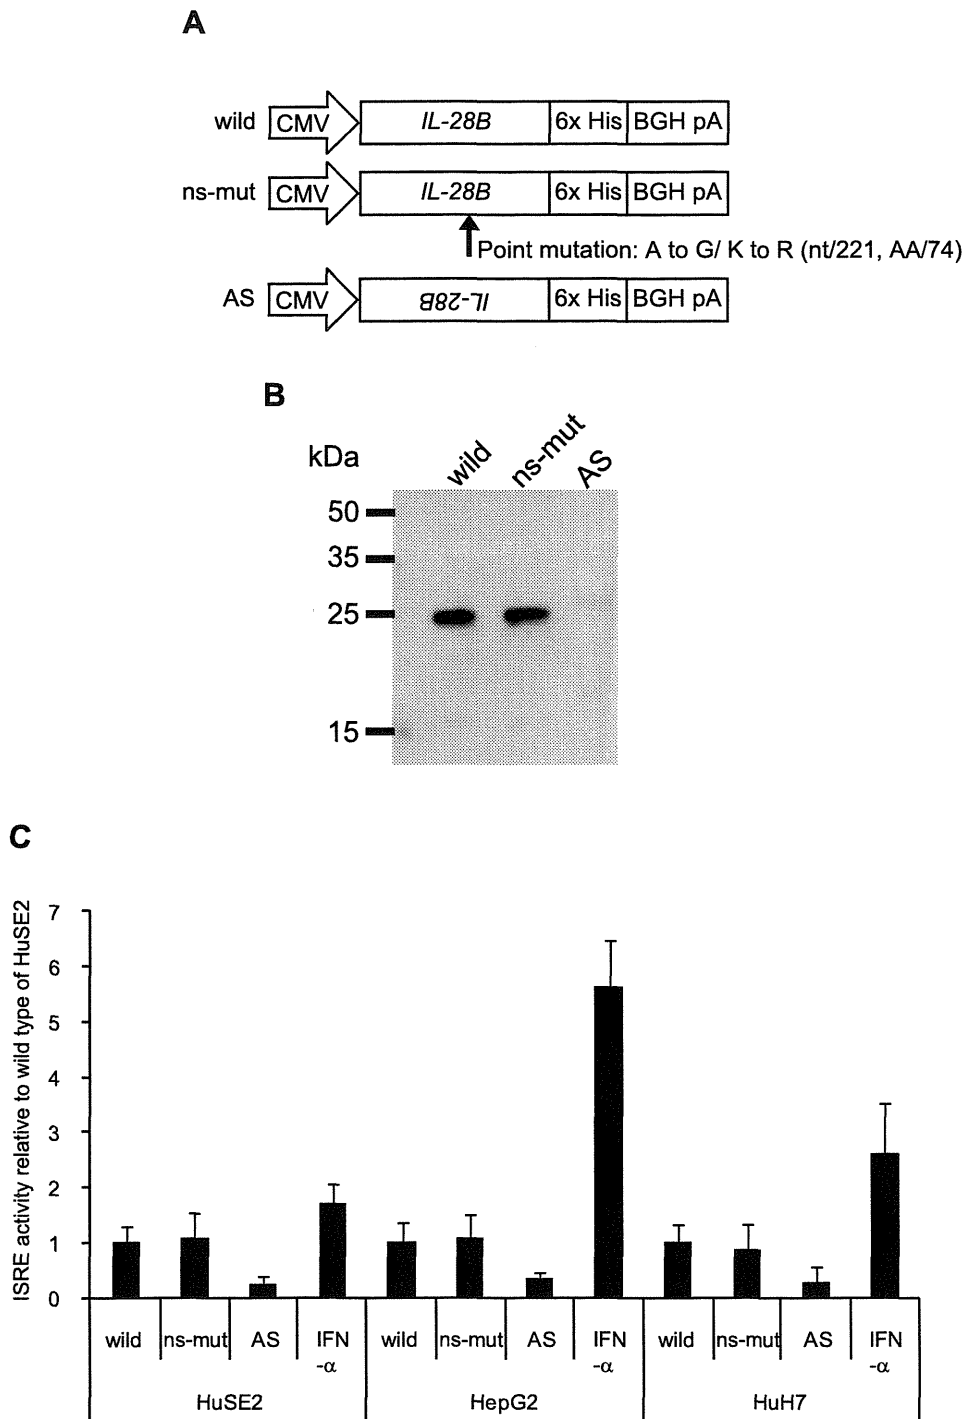 A
wild CMV IL-28B 6x His BGH pA
ns-mut CMV IL-28B 6x His BGH pA
Point mutation: A to G/ K to R (nt/221, AA/74)
AS CMV IL-28B 6x His BGH pA
B
kDa wild ns-mut AS
50
35
25
15
C
ISRE activity relative to wild type of HuSE2
7
6
5
4
3
2
1
0
wild ns-mut AS IFN wild ns-mut AS IFN wild ns-mut AS IFN
-α -α -α
HuSE2 HepG2 HuH7